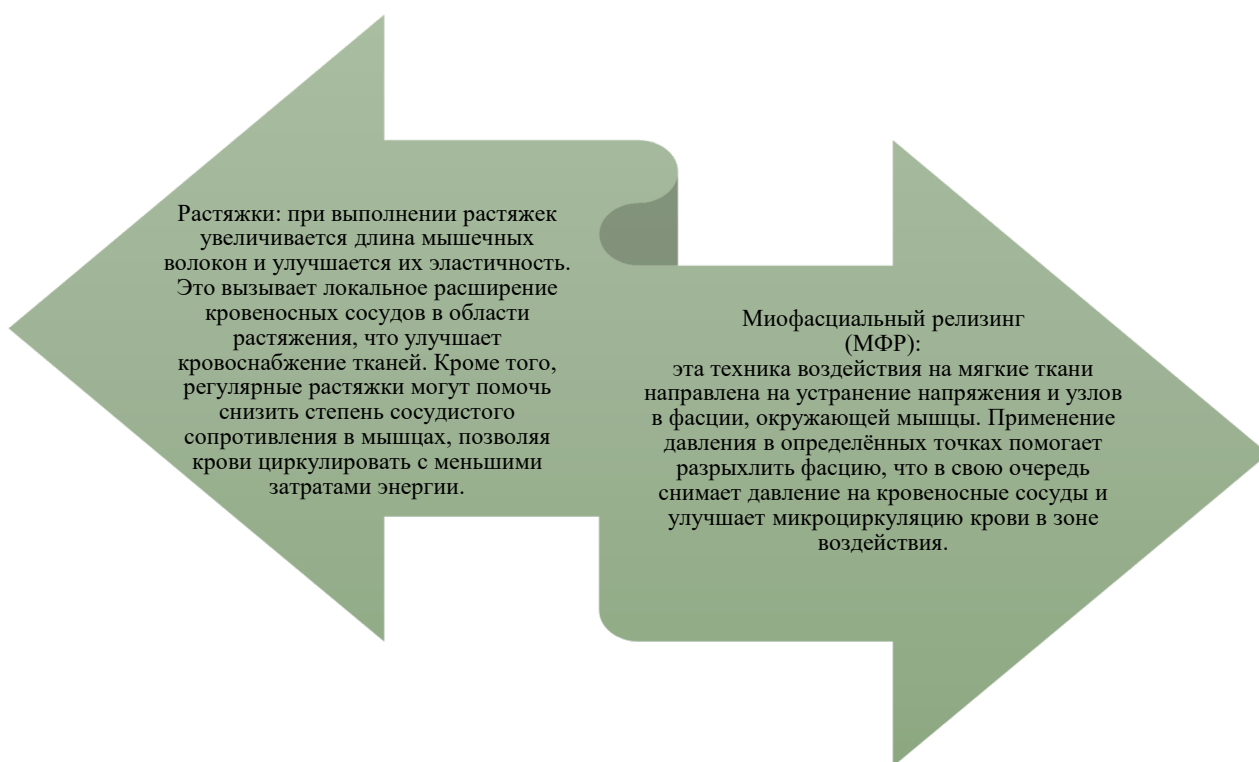 Растяжки: при выполнении растяжек
увеличивается длина мышечных
волокон и улучшается их эластичность.
Это вызывает локальное расширение
кровеносных сосудов в области
растяжения, что улучшает
кровоснабжение тканей. Кроме того,
регулярные растяжки могут помочь
снизить степень сосудистого
сопротивления в мышцах, позволяя
крови циркулировать с меньшими
затратами энергии.
Миофасциальный релизинг
(МФР):
эта техника воздействия на мягкие ткани
направлена на устранение напряжения и узлов
в фасции, окружающей мышцы. Применение
давления в определённых точках помогает
разрыхлить фасцию, что в свою очередь
снимает давление на кровеносные сосуды и
улучшает микроциркуляцию крови в зоне
воздействия.